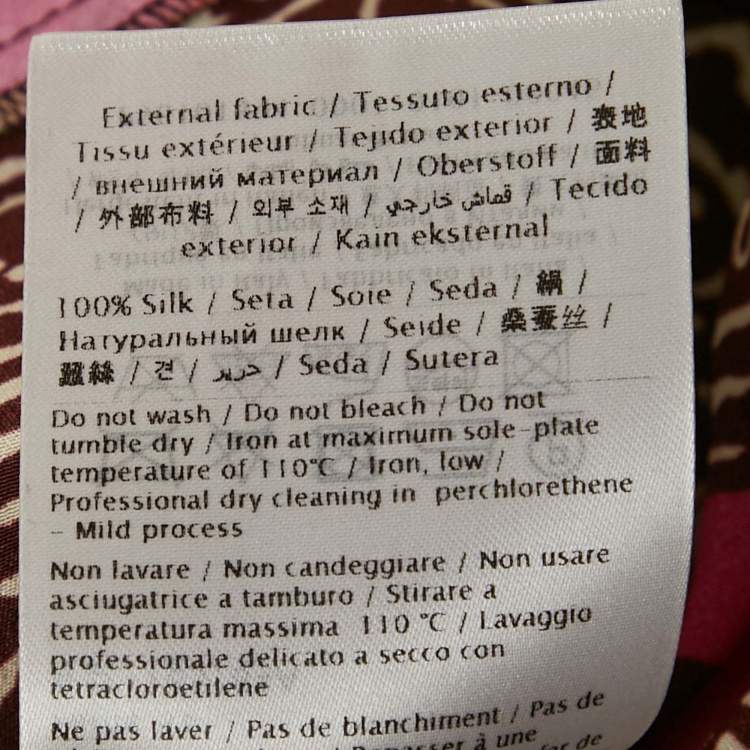 External fabric / Tessuto esterno /
Tissu extérieur / Tejido exterior / 表地
/ внешний материал / Oberstoff / 面料
/ 外部布料 / 외부 소재 / قماش خارجي / Tecido
exterior / Kain eksternal
100% Silk / Seta / Soie / Seda / 絹 /
Натуральный шелк / Seide / 桑蚕丝 /
蠶絲 / 견 / حرير / Seda / Sutera
Do not wash / Do not bleach / Do not
tumble dry / Iron at maximum sole-plate
temperature of 110°C / Iron, low /
Professional dry cleaning in perchlorethene
- Mild process
Non lavare / Non candeggiare / Non usare
asciugatrice a tamburo / Stirare a
temperatura massima 110 °C / Lavaggio
professionale delicato a secco con
tetracloroetilene
Ne pas laver / Pas de blanchiment / Pas de
Repasser à une